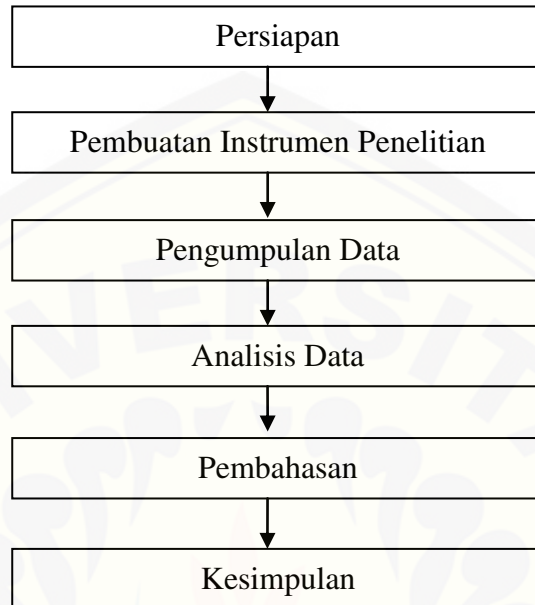 Persiapan
Pembuatan Instrumen Penelitian
Pengumpulan Data
Analisis Data
Pembahasan
Kesimpulan